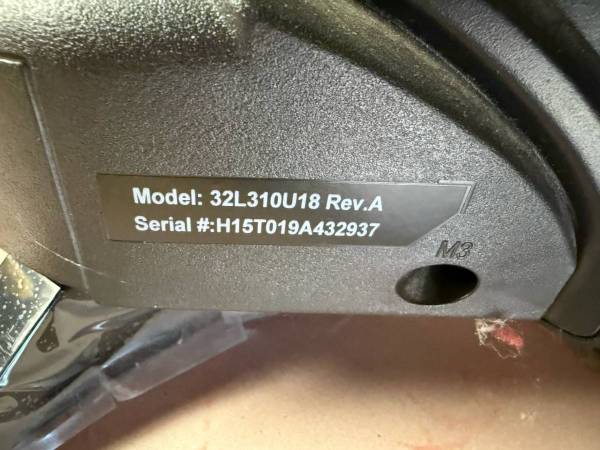 Model: 32L310U18 Rev.A
Serial #:H15T019A432937
M3